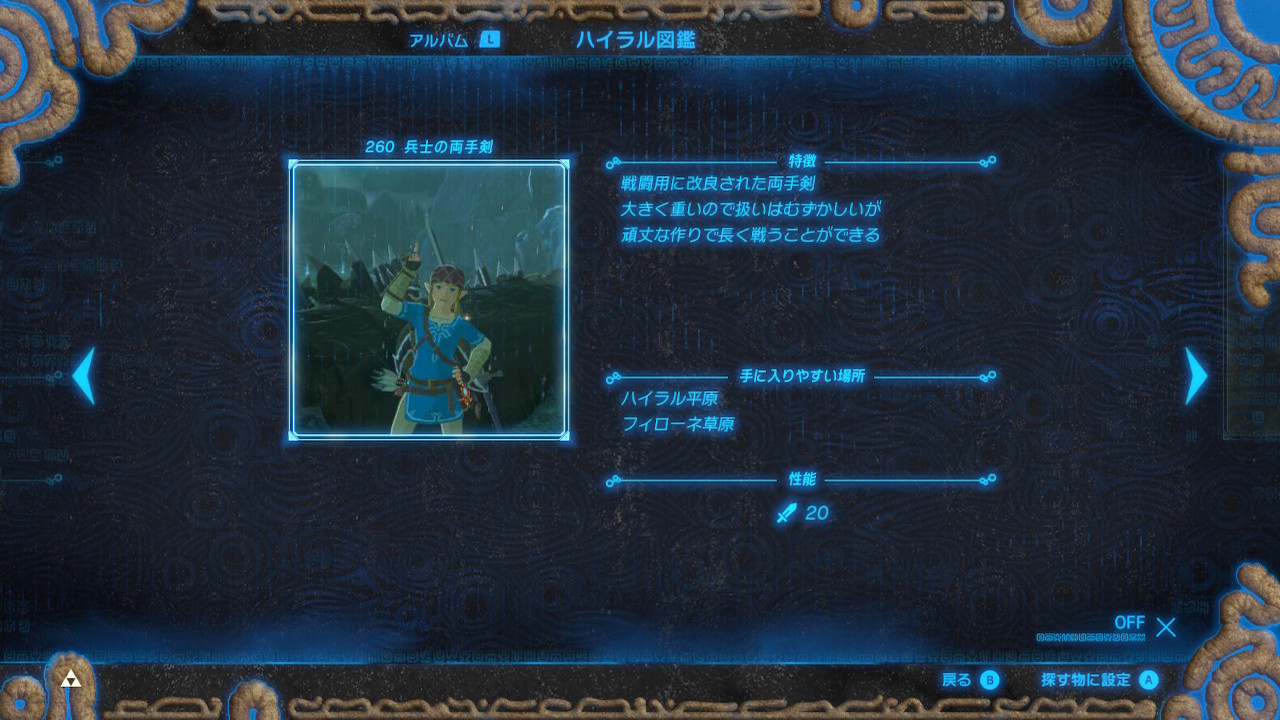 アルバム L
ハイラル図鑑
260 兵士の両手剣
特徴
戦闘用に改良された両手剣
大きく重いので扱いはむずかしいが
頑丈な作りで長く戦うことができる
手に入りやすい場所
ハイラル平原
フィローネ草原
性能
20
OFF
戻る B
探す物に設定 A